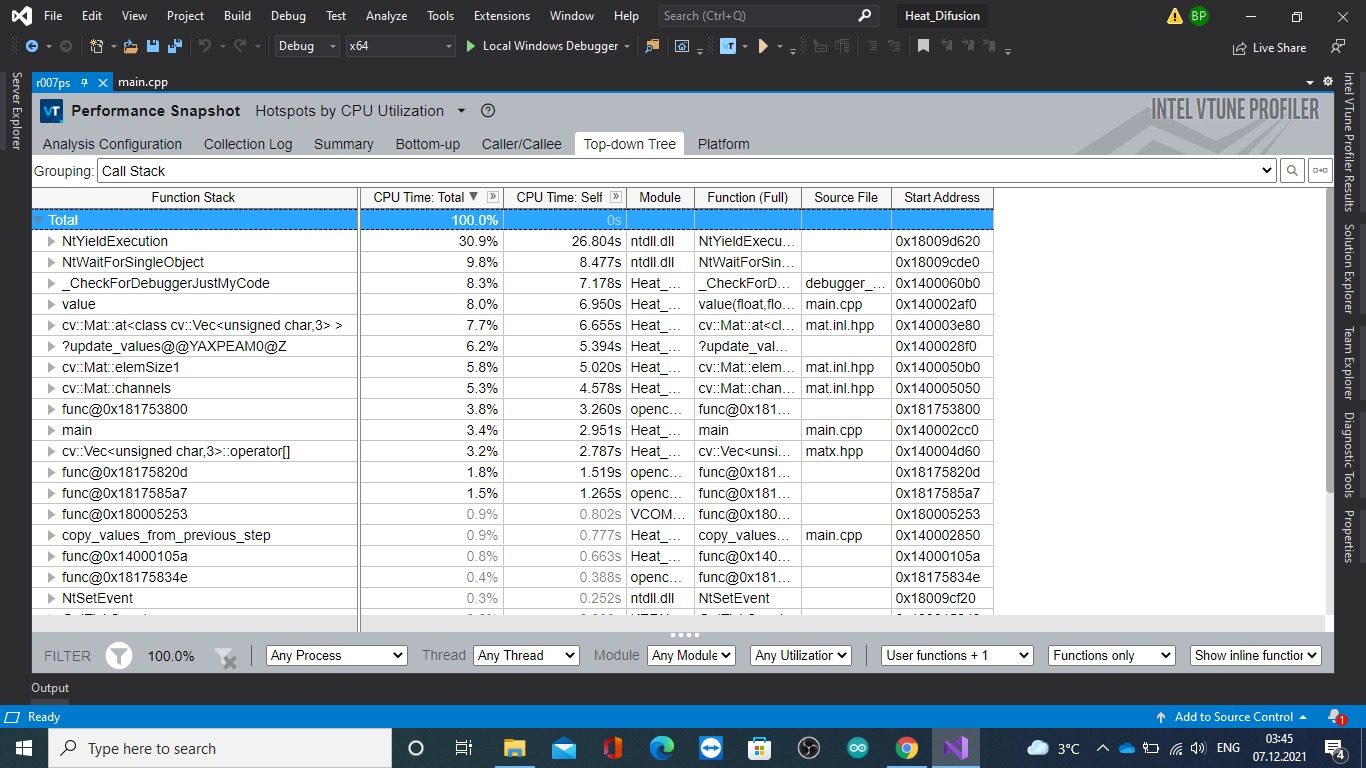 File Edit View Project Build Debug Test Analyze Tools Extensions Window Help Search (Ctrl+Q) Heat_Difusion BP
Debug x64 Local Windows Debugger VT Live Share
r007ps main.cpp
Server Explorer
VT Performance Snapshot Hotspots by CPU Utilization ? INTEL VTUNE PROFILER
Analysis Configuration Collection Log Summary Bottom-up Caller/Callee Top-down Tree Platform
Grouping: Call Stack
Function Stack CPU Time: Total CPU Time: Self Module Function (Full) Source File Start Address
Total 100.0% 0s
NtYieldExecution 30.9% 26.804s ntdll.dll NtYieldExecu... 0x18009d620
NtWaitForSingleObject 9.8% 8.477s ntdll.dll NtWaitForSin... 0x18009cde0
_CheckForDebuggerJustMyCode 8.3% 7.178s Heat_... _CheckForD... debugger_... 0x1400060b0
value 8.0% 6.950s Heat_... value(float,flo... main.cpp 0x140002af0
cv::Mat::at<class cv::Vec<unsigned char,3> > 7.7% 6.655s Heat_... cv::Mat::at<cl... mat.inl.hpp 0x140003e80
?update_values@@YAXPEAM0@Z 6.2% 5.394s Heat_... ?update_val... 0x1400028f0
cv::Mat::elemSize1 5.8% 5.020s Heat_... cv::Mat::elem... mat.inl.hpp 0x1400050b0
cv::Mat::channels 5.3% 4.578s Heat_... cv::Mat::chan... mat.inl.hpp 0x140005050
func@0x181753800 3.8% 3.260s openc... func@0x181... 0x181753800
main 3.4% 2.951s Heat_... main main.cpp 0x140002cc0
cv::Vec<unsigned char,3>::operator[] 3.2% 2.787s Heat_... cv::Vec<unsi... matx.hpp 0x140004d60
func@0x18175820d 1.8% 1.519s openc... func@0x181... 0x18175820d
func@0x1817585a7 1.5% 1.265s openc... func@0x181... 0x1817585a7
func@0x180005253 0.9% 0.802s VCOM... func@0x180... 0x180005253
copy_values_from_previous_step 0.9% 0.777s Heat_... copy_values... main.cpp 0x140002850
func@0x14000105a 0.8% 0.663s Heat_... func@0x140... 0x14000105a
func@0x18175834e 0.4% 0.388s openc... func@0x181... 0x18175834e
NtSetEvent 0.3% 0.252s ntdll.dll NtSetEvent 0x18009cf20
FILTER 100.0% Any Process Thread Any Thread Module Any Module Any Utilization User functions + 1 Functions only Show inline function
Intel VTune Profiler Results
Solution Explorer
Team Explorer
Diagnostic Tools
Properties
Output
Ready Add to Source Control 1
Type here to search 3°C ENG 03:45
07.12.2021
4